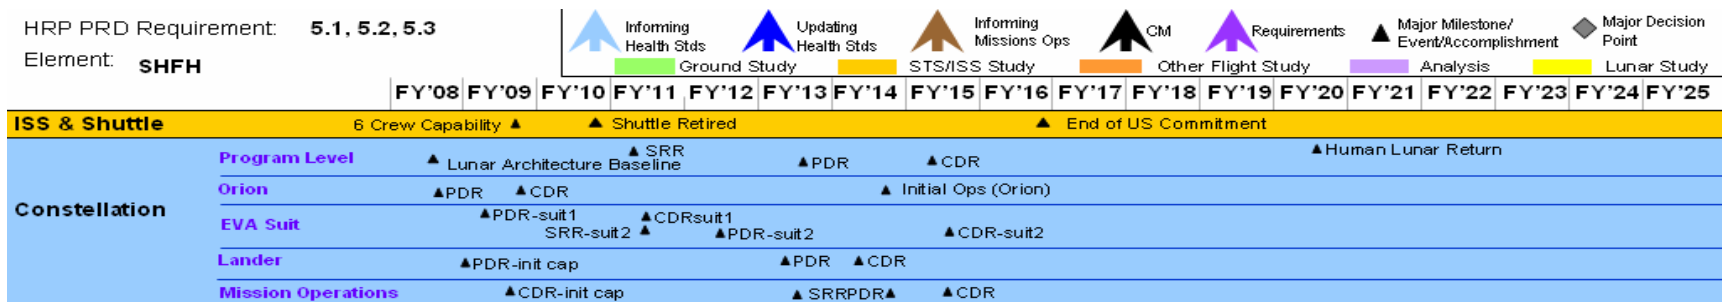 HRP PRD Requirement: 5.1, 5.2, 5.3
Element: SHFH
Informing Health Stds
Updating Health Stds
Informing Missions Ops
CM
Requirements
Major Milestone/ Event/Accomplishment
Major Decision Point
Ground Study STS/ISS Study Other Flight Study Analysis Lunar Study
FY'08 FY'09 FY'10 FY'11 FY'12 FY'13 FY'14 FY'15 FY'16 FY'17 FY'18 FY'19 FY'20 FY'21 FY'22 FY'23 FY'24 FY'25
ISS & Shuttle 6 Crew Capability Shuttle Retired End of US Commitment
Constellation
Program Level Lunar Architecture Baseline SRR PDR CDR Human Lunar Return
Orion PDR CDR Initial Ops (Orion)
EVA Suit PDR-suit1 CDRsuit1
SRR-suit2 PDR-suit2 CDR-suit2
Lander PDR-init cap PDR CDR
Mission Operations CDR-init cap SRR PDR CDR